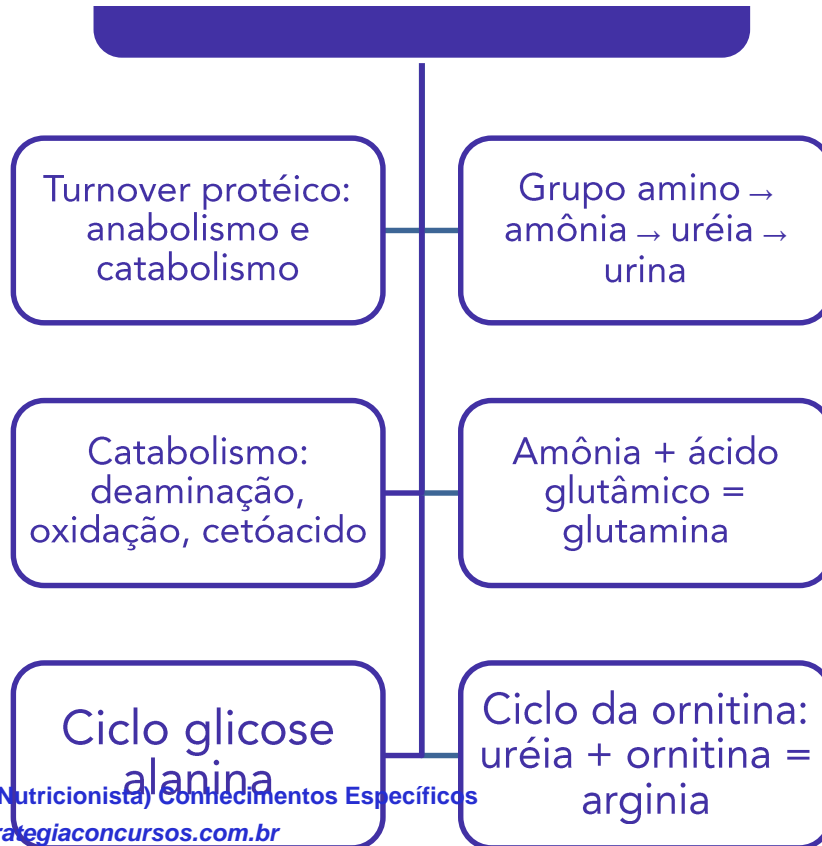 Turnover protéico:
anabolismo e
catabolismo
Grupo amino →
amônia → uréia →
urina
Catabolismo:
deaminação,
oxidação, cetóacido
Amônia + ácido
glutâmico =
glutamina
Ciclo glicose
alanina
Ciclo da ornitina:
uréia + ornitina =
arginia
Nutricionista) Conhecimentos Específicos
rategiaconcursos.com.br